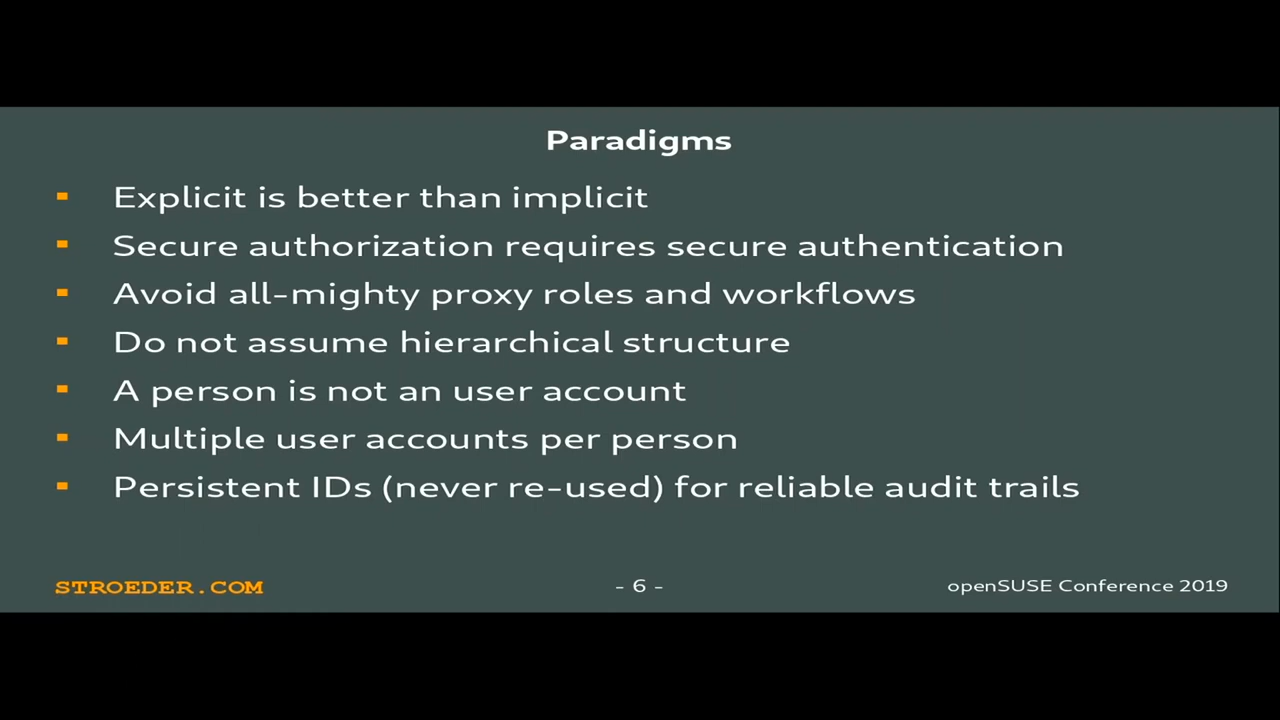 Paradigms
Explicit is better than implicit
Secure authorization requires secure authentication
Avoid all-mighty proxy roles and workflows
Do not assume hierarchical structure
A person is not an user account
Multiple user accounts per person
Persistent IDs (never re-used) for reliable audit trails
STROEDER.COM
- 6 -
openSUSE Conference 2019